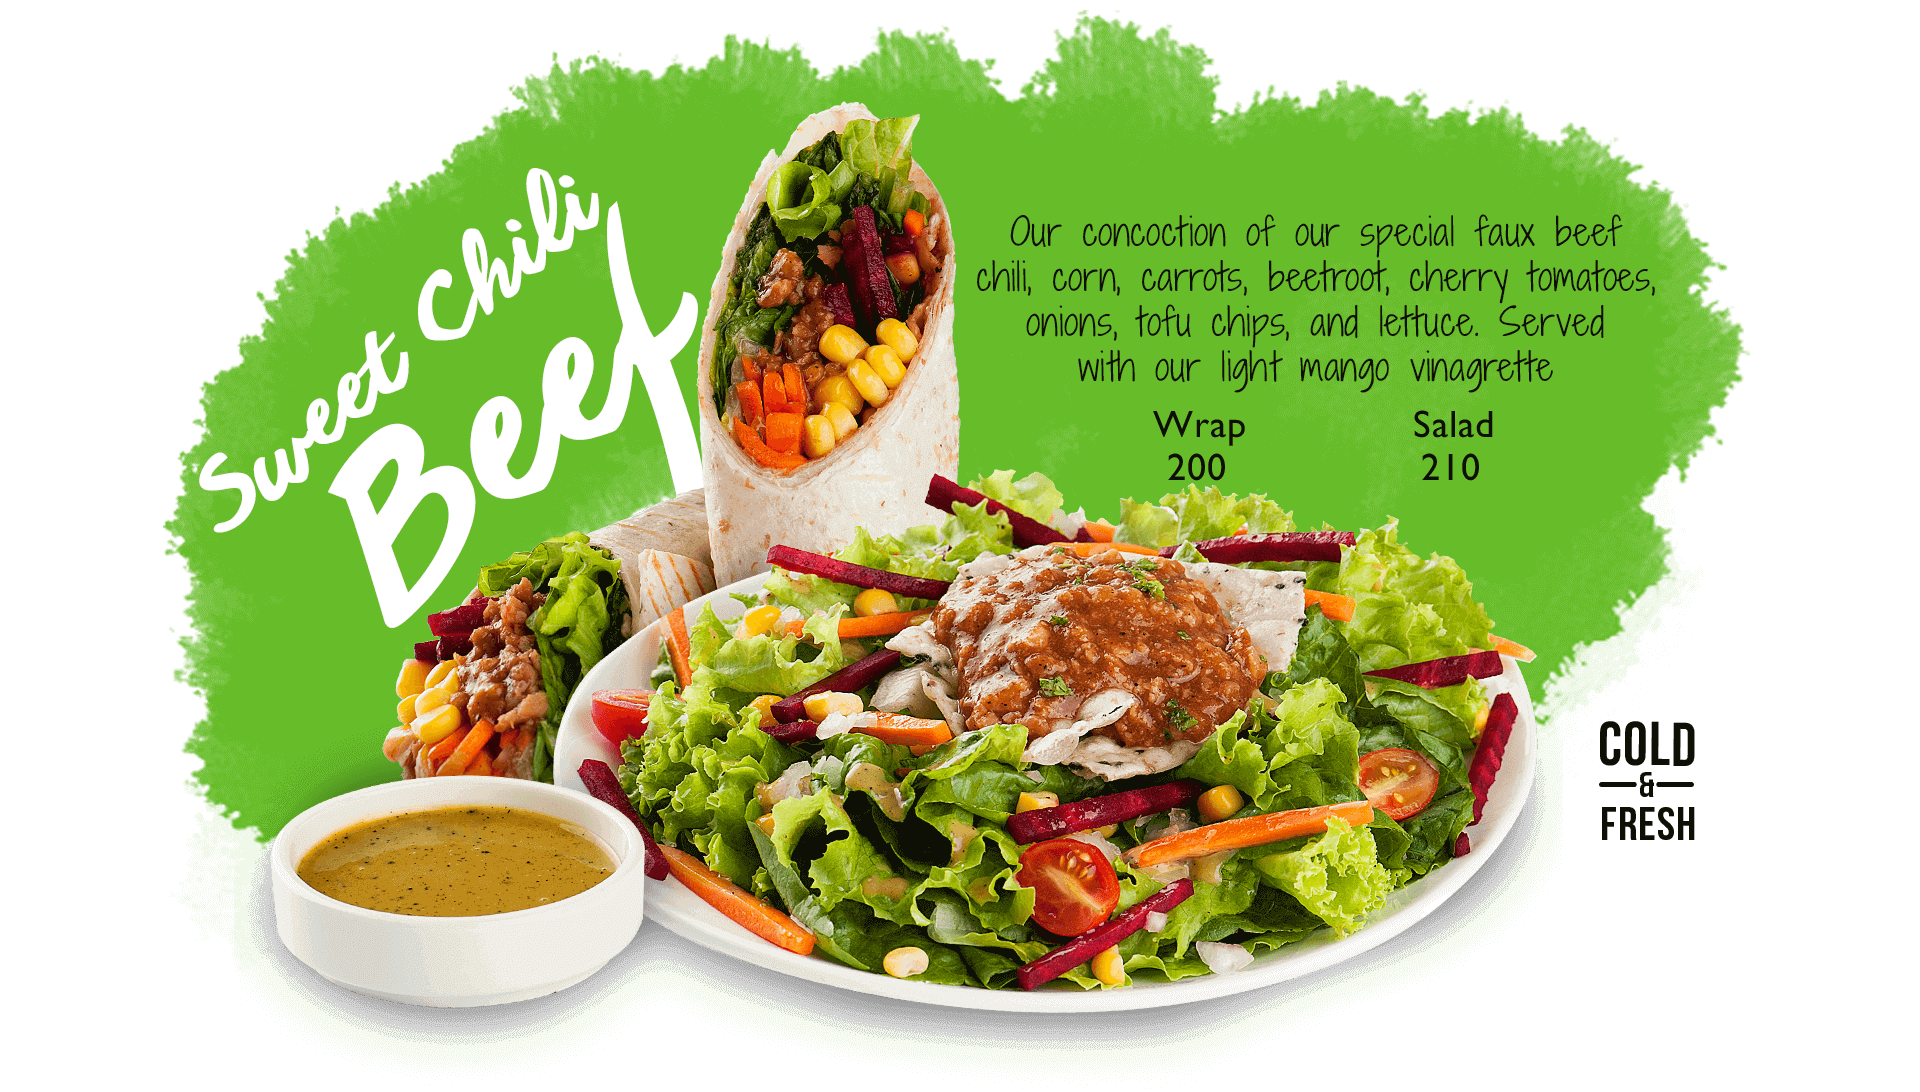 Sweet Chili
Beef
Our concoction of our special faux beef
chili, corn, carrots, beetroot, cherry tomatoes,
onions, tofu chips, and lettuce. Served
with our light mango vinagrette
Wrap Salad
200 210
COLD
&
FRESH